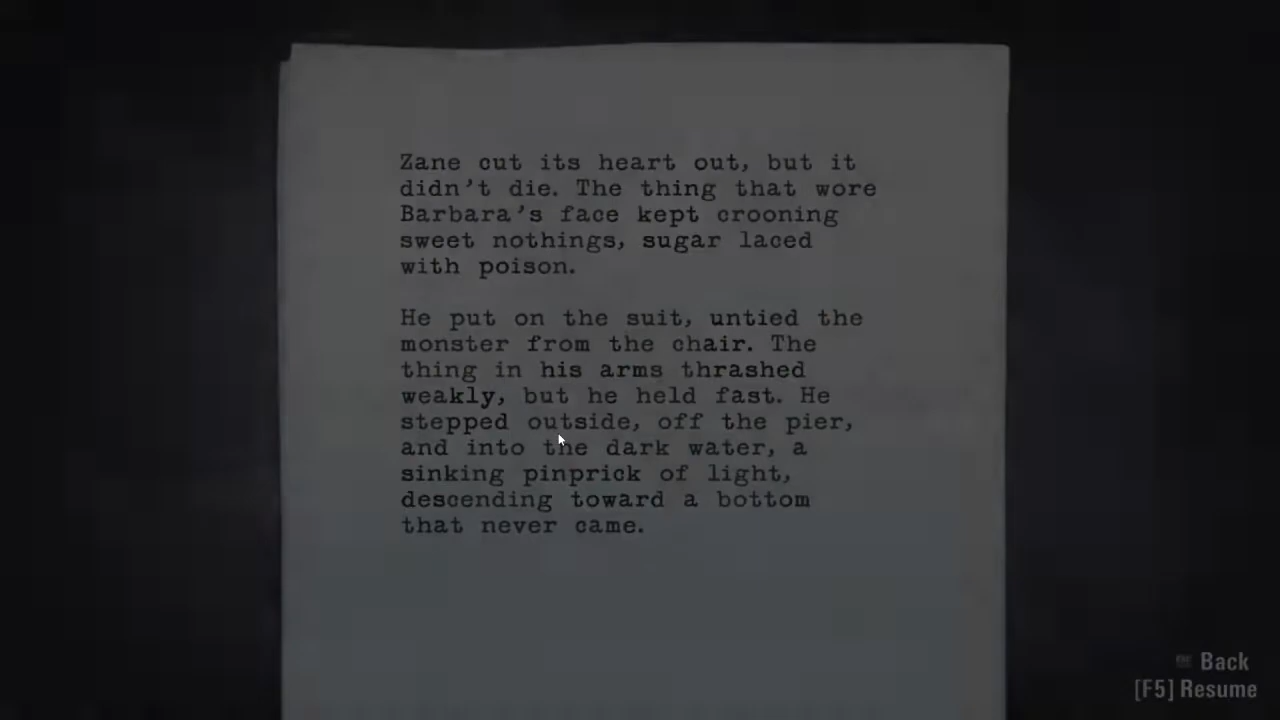 Zane cut its heart out, but it
didn't die. The thing that wore
Barbara's face kept crooning
sweet nothings, sugar laced
with poison.
He put on the suit, untied the
monster from the chair. The
thing in his arms thrashed
weakly, but he held fast. He
stepped outside, off the pier,
and into the dark water, a
sinking pinprick of light,
descending toward a bottom
that never came.
Back
[F5] Resume